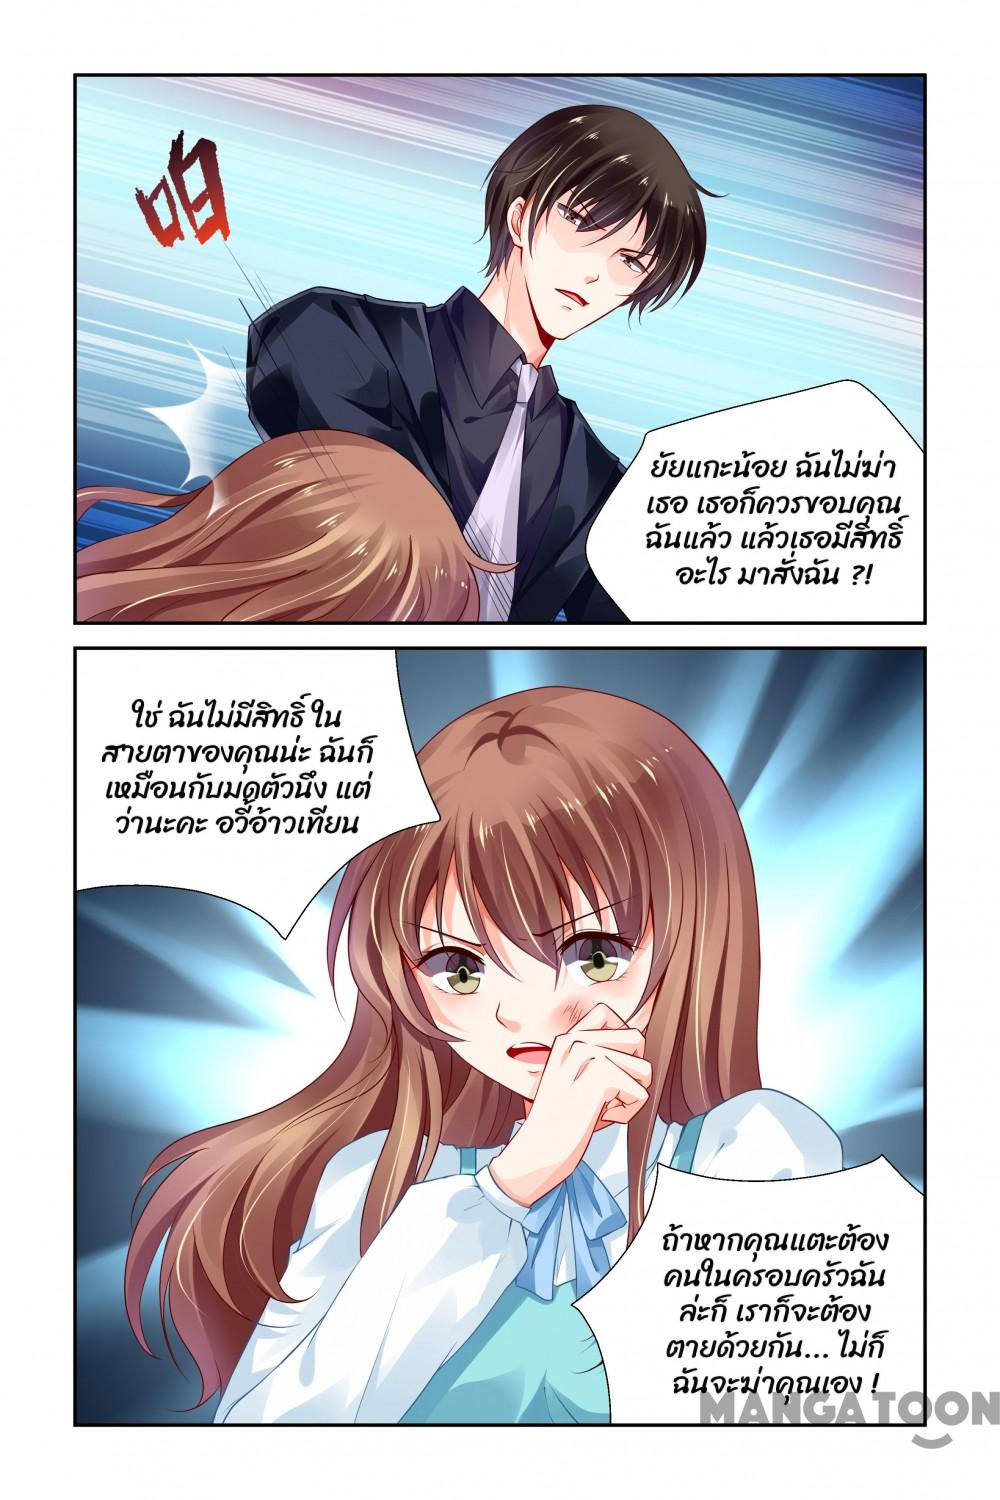 咱
ยัยแกะน้อย ฉันไม่ฆ่า
เธอ เธอก็ควรขอบคุณ
ฉันแล้ว แล้วเธอมีสิทธิ์
อะไร มาสั่งฉัน ?!
ใช่ ฉันไม่มีสิทธิ์ ใน
สายตาของคุณน่ะ ฉันก็
เหมือนกับมดตัวนึง แต่
ว่านะคะ อวี้อ้าวเทียน
ถ้าหากคุณแตะต้อง
คนในครอบครัวฉัน
ล่ะก็ เราก็จะต้อง
ตายด้วยกัน... ไม่ก็
ฉันจะฆ่าคุณเอง !
MANGATOON